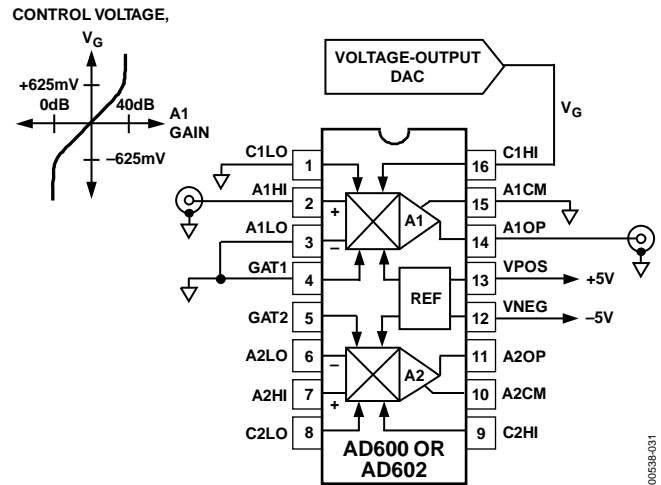 CONTROL VOLTAGE,
VG
+625mV
0dB
40dB
A1
GAIN
–625mV
VOLTAGE-OUTPUT
DAC
VG
C1LO
1
A1HI
2
+
A1LO
3
–
GAT1
4
GAT2
5
A2LO
6
–
A2HI
7
+
C2LO
8
A1
REF
A2
16
C1HI
15
A1CM
14
A1OP
13
VPOS
+5V
12
VNEG
–5V
11
A2OP
10
A2CM
9
C2HI
AD600 OR
AD602
00538-031